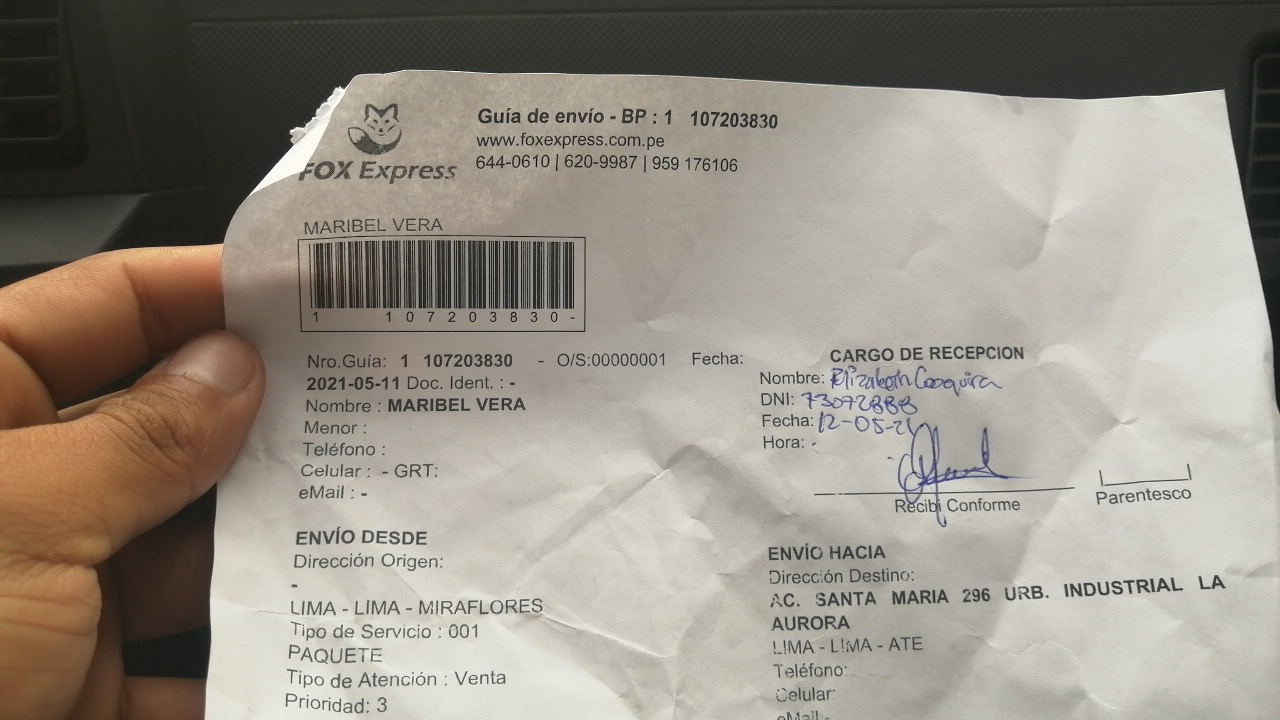 FOX Express
Guía de envío - BP : 1 107203830
www.foxexpress.com.pe
644-0610 | 620-9987 | 959 176106
MARIBEL VERA
1 107203830-
Nro.Guía: 1 107203830 - O/S:00000001 Fecha:
2021-05-11 Doc. Ident. : -
Nombre : MARIBEL VERA
Menor :
Teléfono :
Celular : - GRT:
eMail : -
CARGO DE RECEPCION
Nombre: Elizabeth
DNI: 73072888
Fecha: 12-05-21
Hora: -
Recibi Conforme
Parentesco
ENVÍO DESDE
Dirección Origen:
-
LIMA - LIMA - MIRAFLORES
Tipo de Servicio : 001
PAQUETE
Tipo de Atención : Venta
Prioridad: 3
ENVÍO HACIA
Dirección Destino:
AC. SANTA MARIA 296 URB. INDUSTRIAL LA
AURORA
LIMA - LIMA - ATE
Teléfono:
Celular:
eMail -